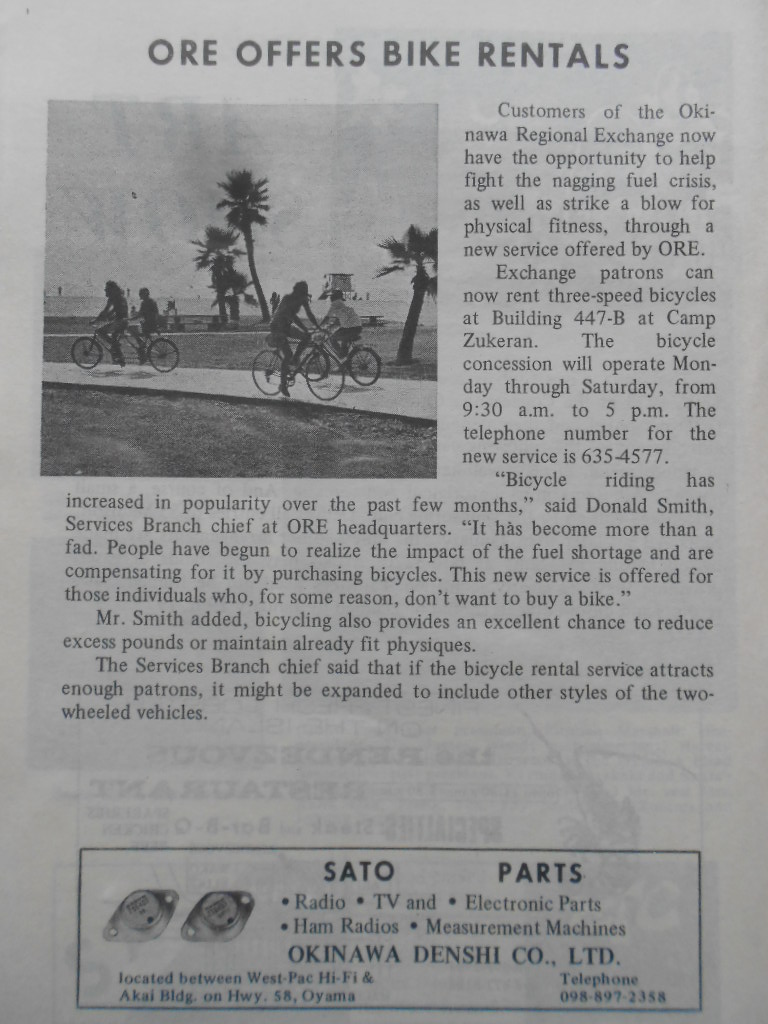 ORE OFFERS BIKE RENTALS
Customers of the Oki-
nawa Regional Exchange now
have the opportunity to help
fight the nagging fuel crisis,
as well as strike a blow for
physical fitness, through a
new service offered by ORE.
Exchange patrons can
now rent three-speed bicycles
at Building 447-B at Camp
Zukeran. The bicycle
concession will operate Mon-
day through Saturday, from
9:30 a.m. to 5 p.m. The
telephone number for the
new service is 635-4577.
“Bicycle riding has
increased in popularity over the past few months,” said Donald Smith,
Services Branch chief at ORE headquarters. “It has become more than a
fad. People have begun to realize the impact of the fuel shortage and are
compensating for it by purchasing bicycles. This new service is offered for
those individuals who, for some reason, don’t want to buy a bike.”
Mr. Smith added, bicycling also provides an excellent chance to reduce
excess pounds or maintain already fit physiques.
The Services Branch chief said that if the bicycle rental service attracts
enough patrons, it might be expanded to include other styles of the two-
wheeled vehicles.
SATO PARTS
• Radio • TV and • Electronic Parts
• Ham Radios • Measurement Machines
OKINAWA DENSHI CO., LTD.
located between West-Pac Hi-Fi &
Akai Bldg. on Hwy. 58, Oyama
Telephone
098-897-2358